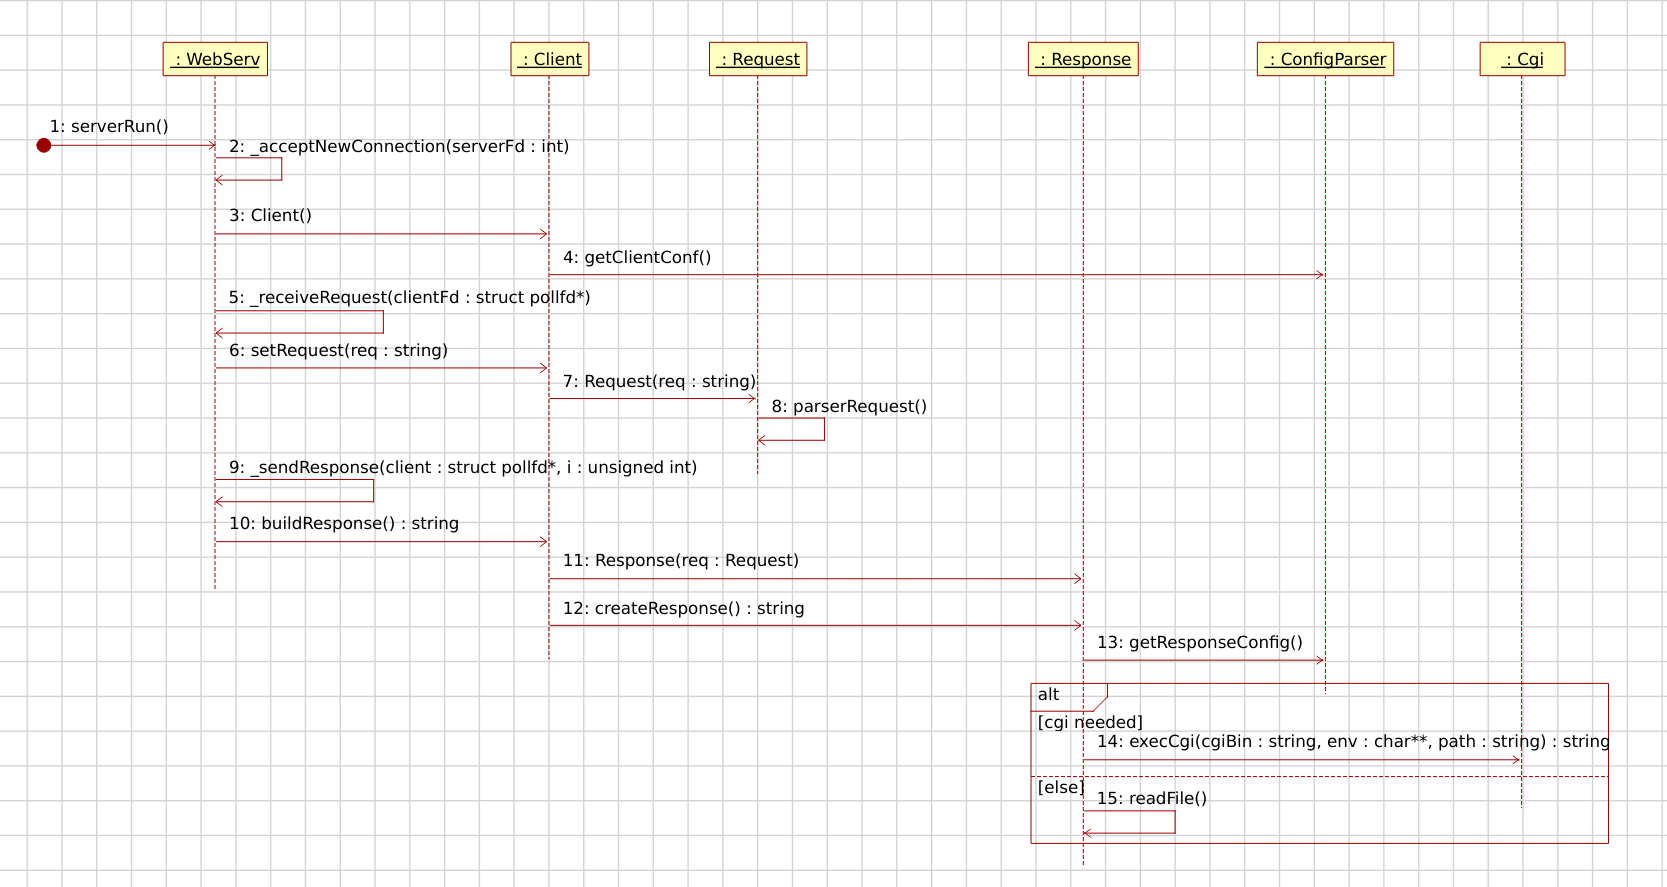 : WebServ
: Client
: Request
: Response
: ConfigParser
: Cgi
1: serverRun()
2: _acceptNewConnection(serverFd : int)
3: Client()
4: getClientConf()
5: _receiveRequest(clientFd : struct pollfd*)
6: setRequest(req : string)
7: Request(req : string)
8: parserRequest()
9: _sendResponse(client : struct pollfd*, i : unsigned int)
10: buildResponse() : string
11: Response(req : Request)
12: createResponse() : string
13: getResponseConfig()
alt
[cgi needed]
14: execCgi(cgiBin : string, env : char**, path : string) : string
[else]
15: readFile()